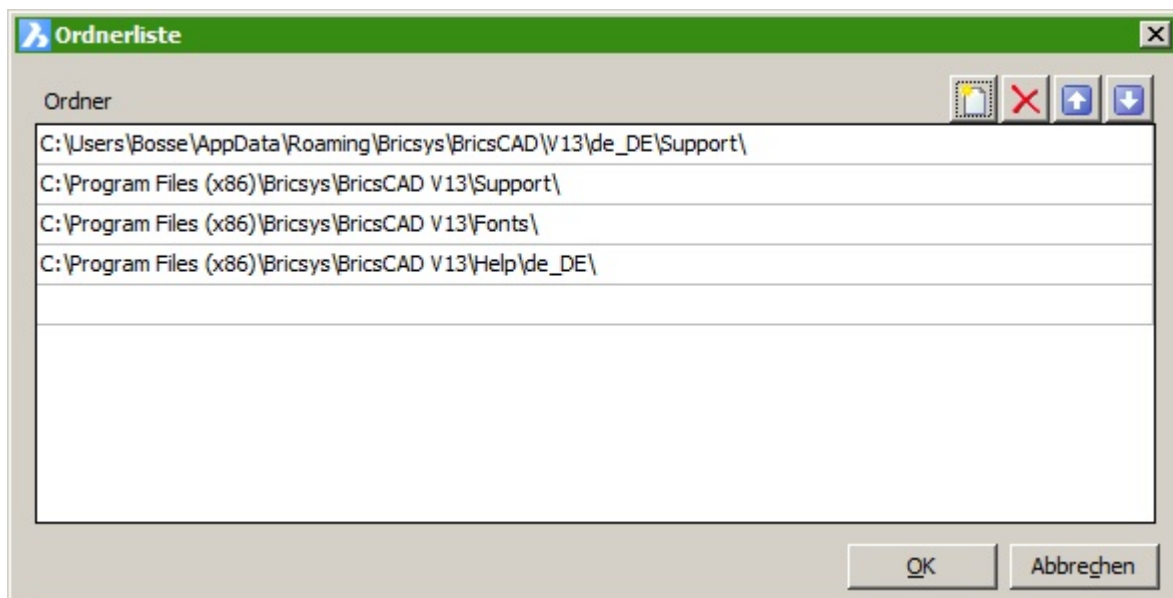 Ordnerliste
Ordner
C:\Users\Bosse\AppData\Roaming\Bricsys\BricsCAD\V13\de_DE\Support\
C:\Program Files (x86)\Bricsys\BricsCAD V13\Support\
C:\Program Files (x86)\Bricsys\BricsCAD V13\Fonts\
C:\Program Files (x86)\Bricsys\BricsCAD V13\Help\de_DE\
OK
Abbrechen